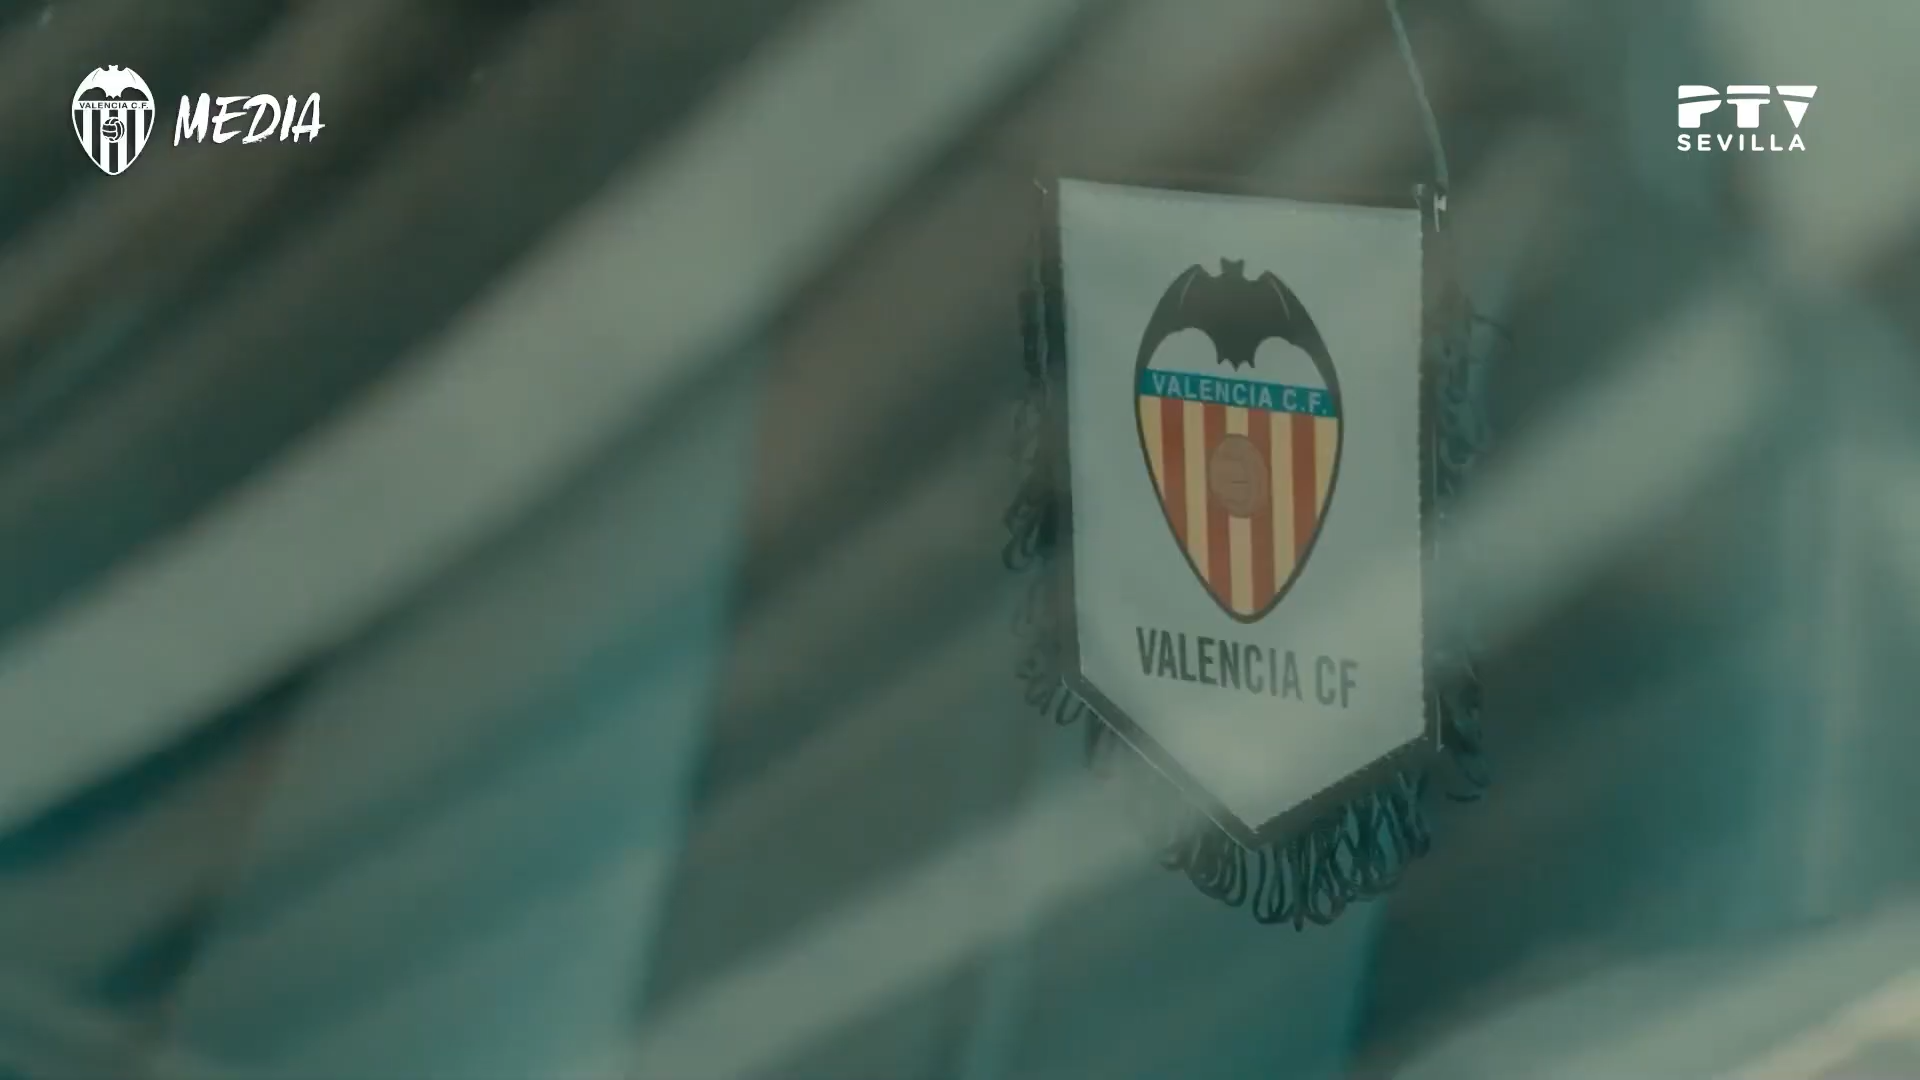 VALENCIA C.F.
MEDIA
PTV
SEVILLA
VALENCIA C.F.
VALENCIA CF